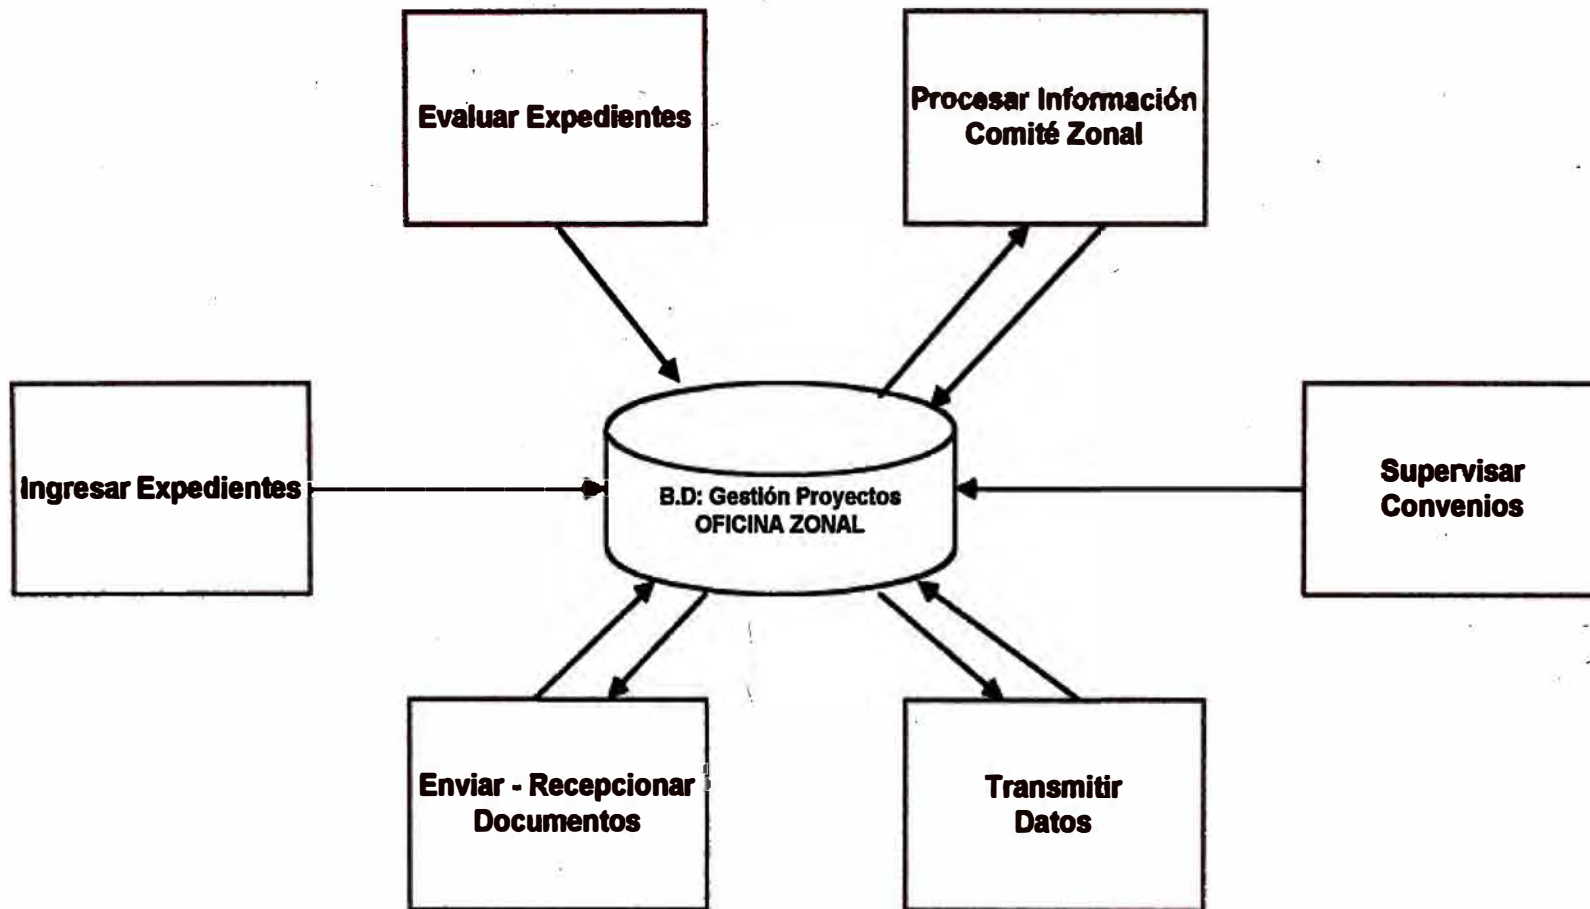 Evaluar Expedientes
Procesar Información
Comité Zonal
Ingresar Expedientes
B.D: Gestión Proyectos
OFICINA ZONAL
Supervisar
Convenios
Enviar - Recepcionar
Documentos
Transmitir
Datos